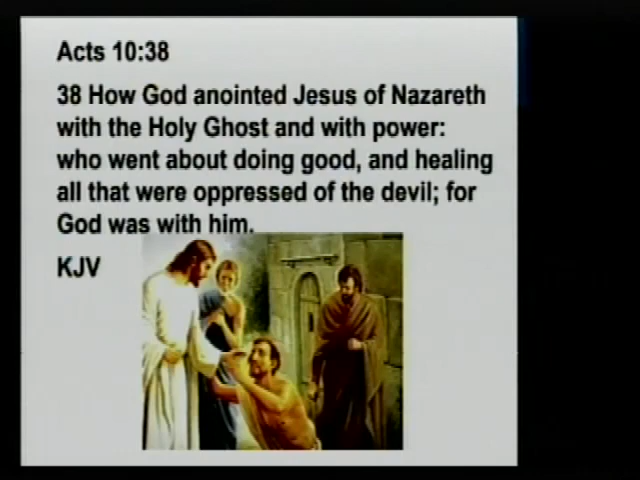 Acts 10:38
38 How God anointed Jesus of Nazareth
with the Holy Ghost and with power:
who went about doing good, and healing
all that were oppressed of the devil; for
God was with him.
KJV